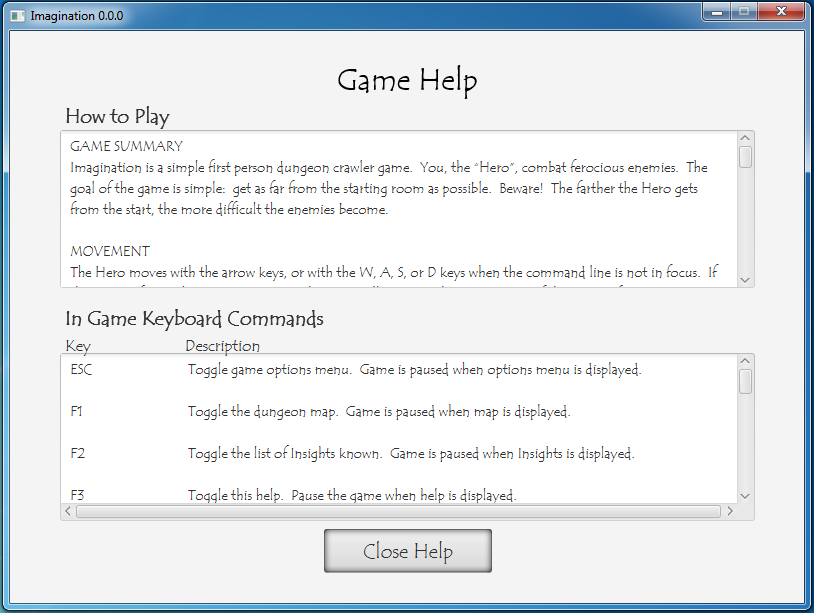 Imagination 0.0.0
Game Help
How to Play
GAME SUMMARY
Imagination is a simple first person dungeon crawler game.  You, the "Hero", combat ferocious enemies.  The
goal of the game is simple:  get as far from the starting room as possible.  Beware!  The farther the Hero gets
from the start, the more difficult the enemies become.
MOVEMENT
The Hero moves with the arrow keys, or with the W, A, S, or D keys when the command line is not in focus.  If
In Game Keyboard Commands
Key Description
ESC Toggle game options menu.  Game is paused when options menu is displayed.
F1 Toggle the dungeon map.  Game is paused when map is displayed.
F2 Toggle the list of Insights known.  Game is paused when Insights is displayed.
F3 Toggle this help.  Pause the game when help is displayed.
Close Help